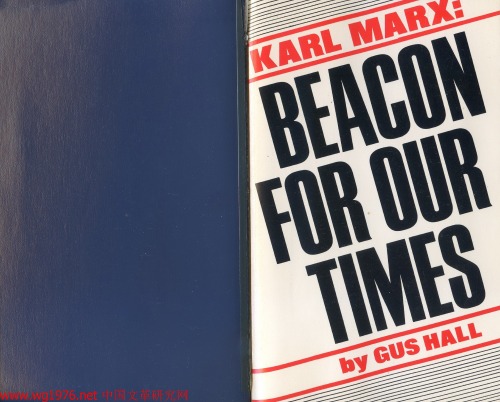 KARL MARX:
BEACON
FOR OUR
TIMES
by GUS HALL
www.wg1976.net 中国文革研究网